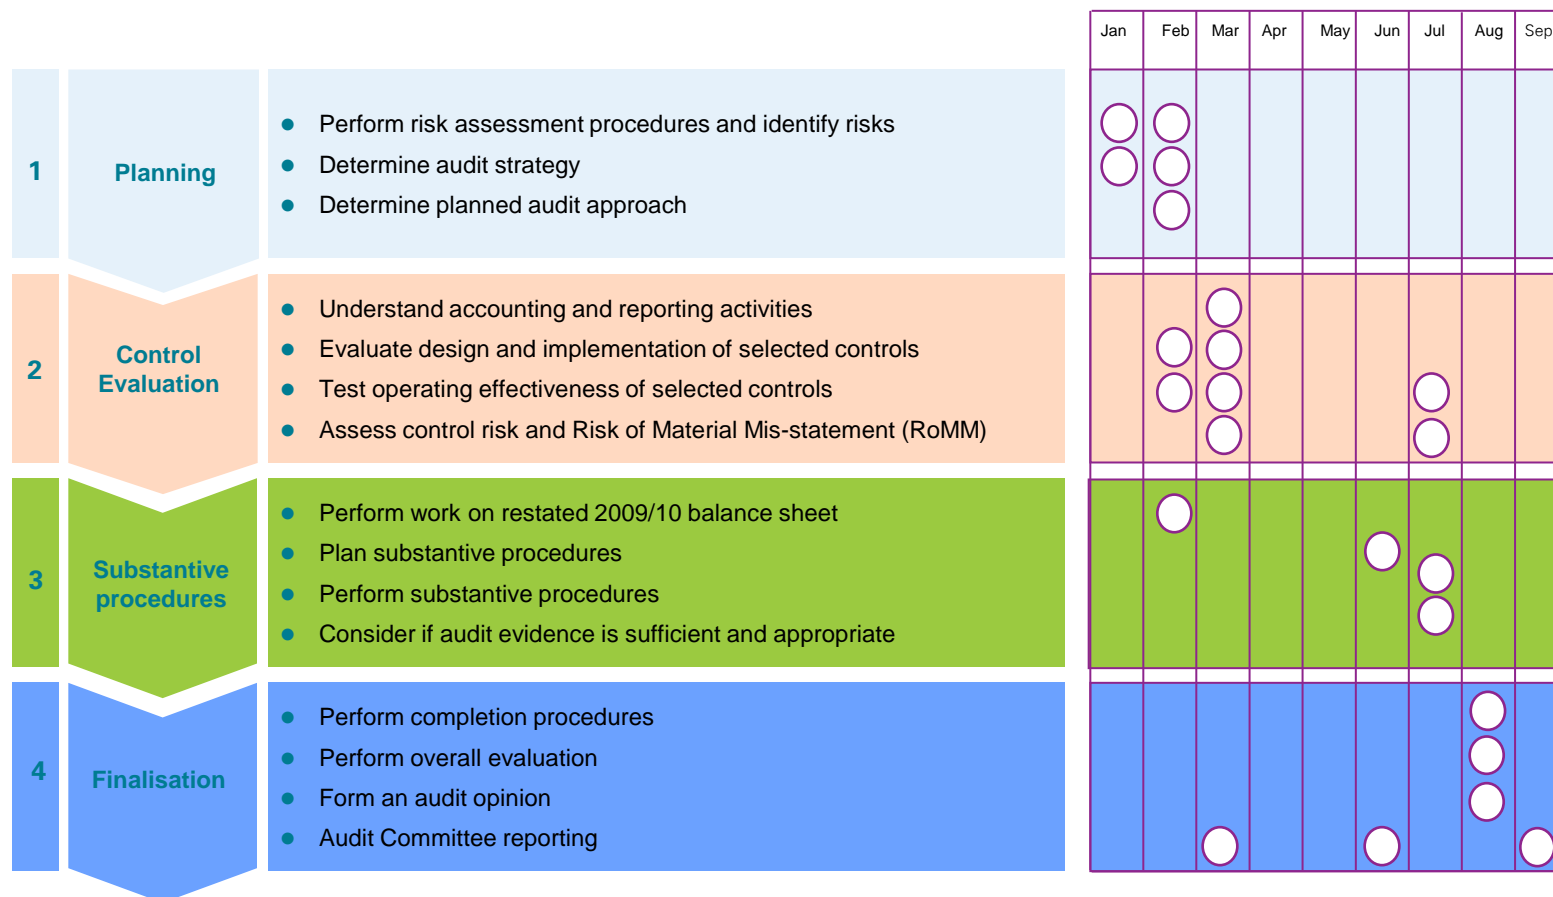 Jan Feb Mar Apr May Jun Jul Aug Sep
1
Planning
Perform risk assessment procedures and identify risks
Determine audit strategy
Determine planned audit approach
2
Control
Evaluation
Understand accounting and reporting activities
Evaluate design and implementation of selected controls
Test operating effectiveness of selected controls
Assess control risk and Risk of Material Mis-statement (RoMM)
3
Substantive
procedures
Perform work on restated 2009/10 balance sheet
Plan substantive procedures
Perform substantive procedures
Consider if audit evidence is sufficient and appropriate
4
Finalisation
Perform completion procedures
Perform overall evaluation
Form an audit opinion
Audit Committee reporting